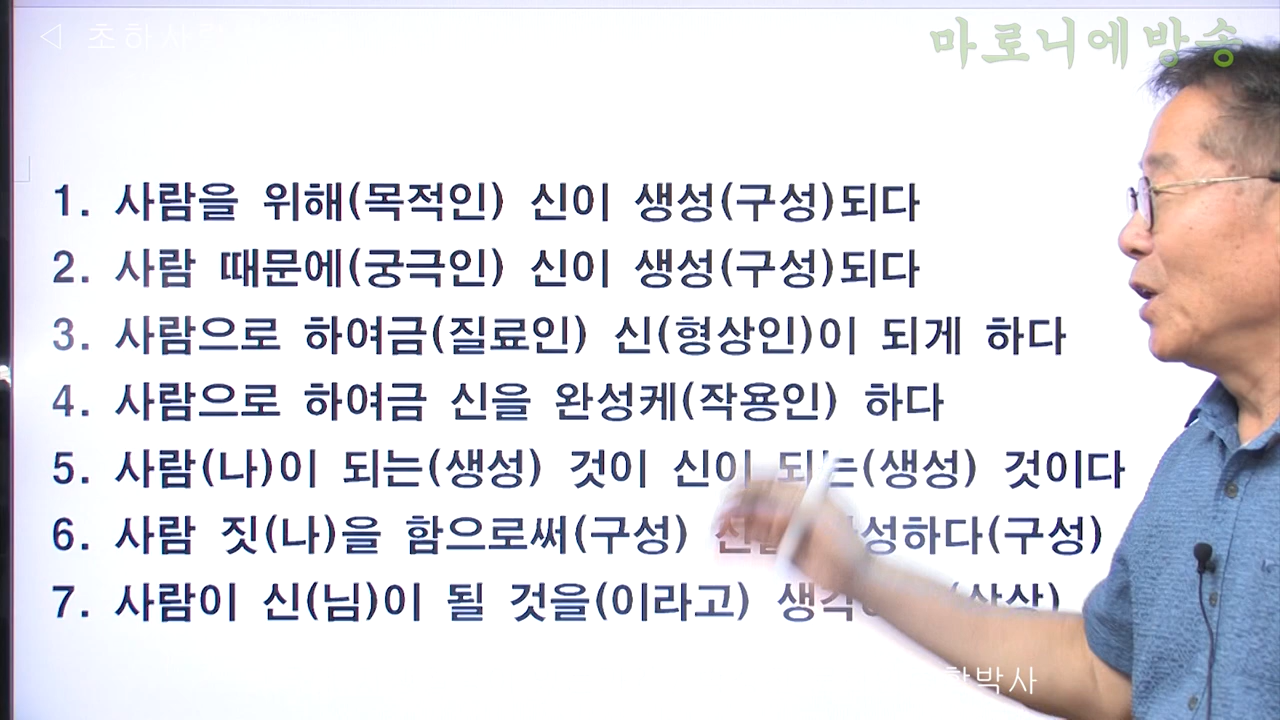 ◁ 초하사
마로니에방송
1. 사람을 위해(목적인) 신이 생성(구성)되다
2. 사람 때문에(궁극인) 신이 생성(구성)되다
3. 사람으로 하여금(질료인) 신(형상인)이 되게 하다
4. 사람으로 하여금 신을 완성케(작용인) 하다
5. 사람(나)이 되는(생성) 것이 신이 되는(생성) 것이다
6. 사람 짓(나)을 함으로써(구성)
7. 사람이 신(님)이 될 것을(이라고)